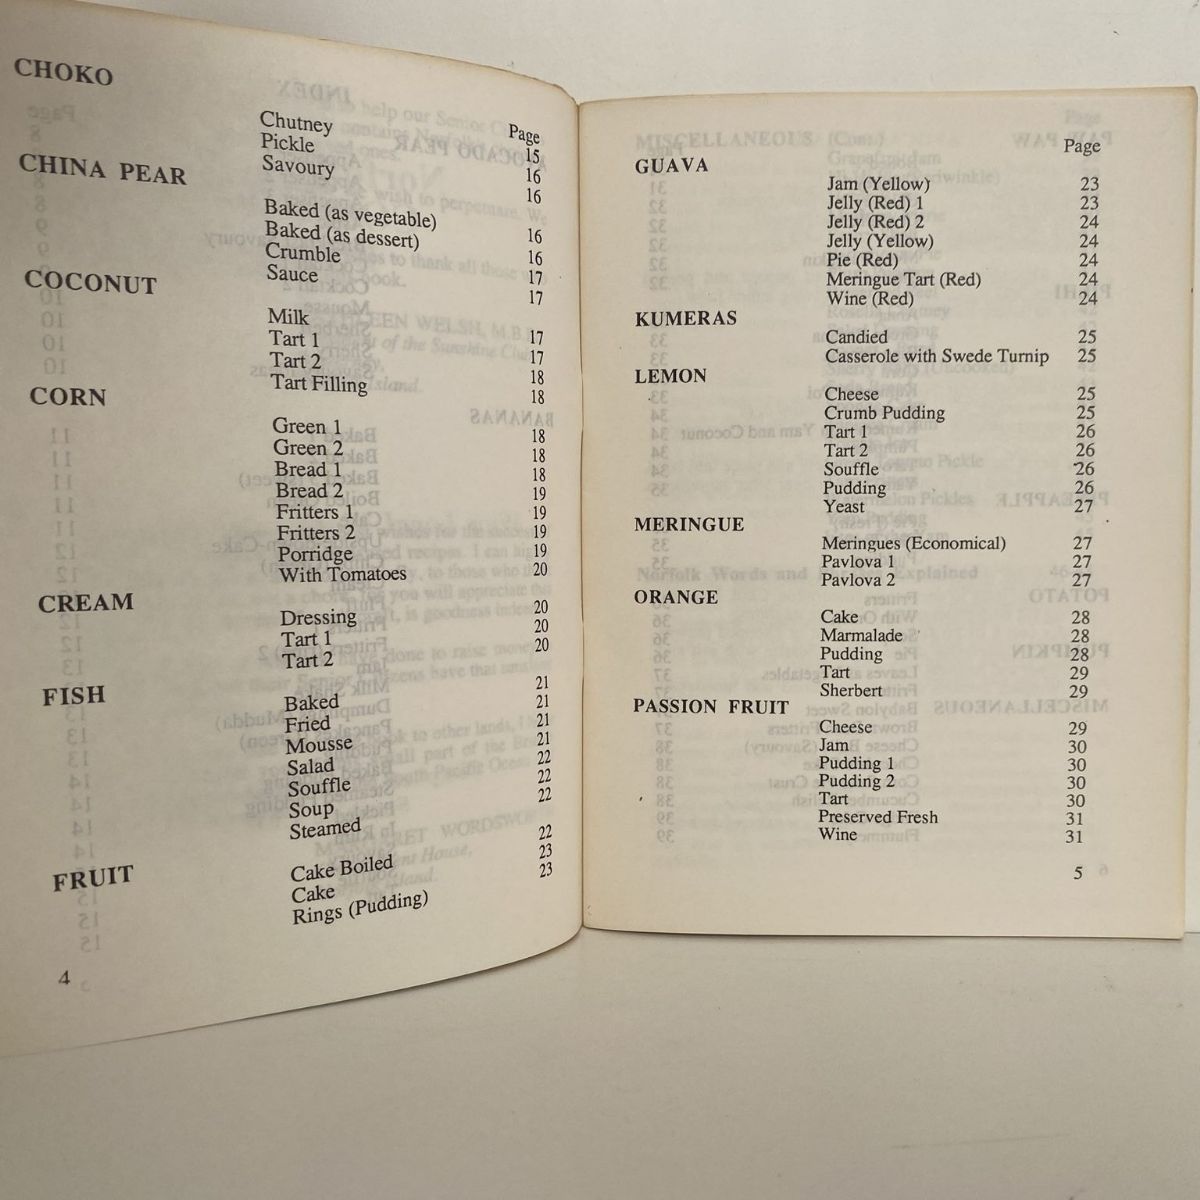 CHOKO
Page
Chutney 15
Pickle 16
Savoury 16
CHINA PEAR
Baked (as vegetable) 16
Baked (as dessert) 16
Crumble 17
Sauce 17
COCONUT
Milk 17
Tart 1 17
Tart 2 18
Tart Filling 18
CORN
Green 1 18
Green 2 18
Bread 1 18
Bread 2 19
Fritters 1 19
Fritters 2 19
Porridge 19
With Tomatoes 20
CREAM
Dressing 20
Tart 1 20
Tart 2 20
FISH
Baked 21
Fried 21
Mousse 21
Salad 21
Souffle 22
Soup 22
Steamed 22
FRUIT
Cake Boiled 22
Cake 23
Rings (Pudding) 23
4
Page
GUAVA
Jam (Yellow) 23
Jelly (Red) 1 23
Jelly (Red) 2 24
Jelly (Yellow) 24
Pie (Red) 24
Meringue Tart (Red) 24
Wine (Red) 24
KUMERAS
Candied 25
Casserole with Swede Turnip 25
LEMON
Cheese 25
Crumb Pudding 25
Tart 1 26
Tart 2 26
Souffle 26
Pudding 26
Yeast 27
MERINGUE
Meringues (Economical) 27
Pavlova 1 27
Pavlova 2 27
ORANGE
Cake 28
Marmalade 28
Pudding 28
Tart 29
Sherbert 29
PASSION FRUIT
Cheese 29
Jam 30
Pudding 1 30
Pudding 2 30
Tart 30
Preserved Fresh 31
Wine 31
5